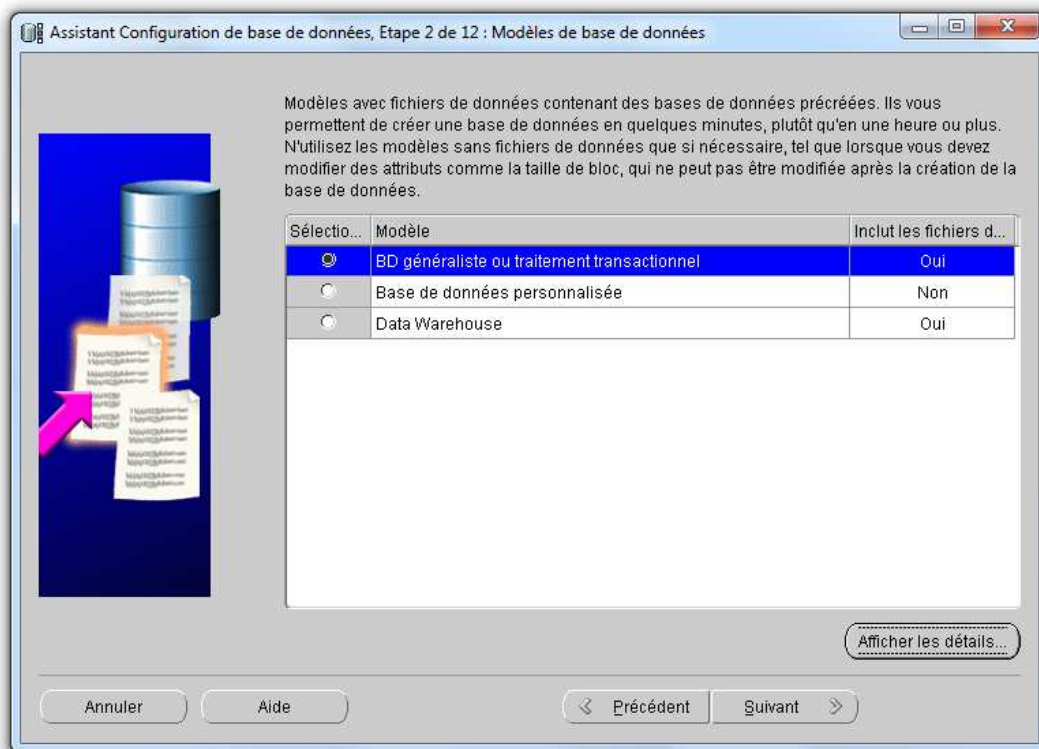 Assistant Configuration de base de données, Etape 2 de 12 : Modèles de base de données
Modèles avec fichiers de données contenant des bases de données précréées. Ils vous
permettent de créer une base de données en quelques minutes, plutôt qu'en une heure ou plus.
N'utilisez les modèles sans fichiers de données que si nécessaire, tel que lorsque vous devez
modifier des attributs comme la taille de bloc, qui ne peut pas être modifiée après la création de la
base de données.
Sélectio... Modèle Inclut les fichiers d...
BD généraliste ou traitement transactionnel Oui
Base de données personnalisée Non
Data Warehouse Oui
Afficher les détails...
Annuler Aide Précédent Suivant